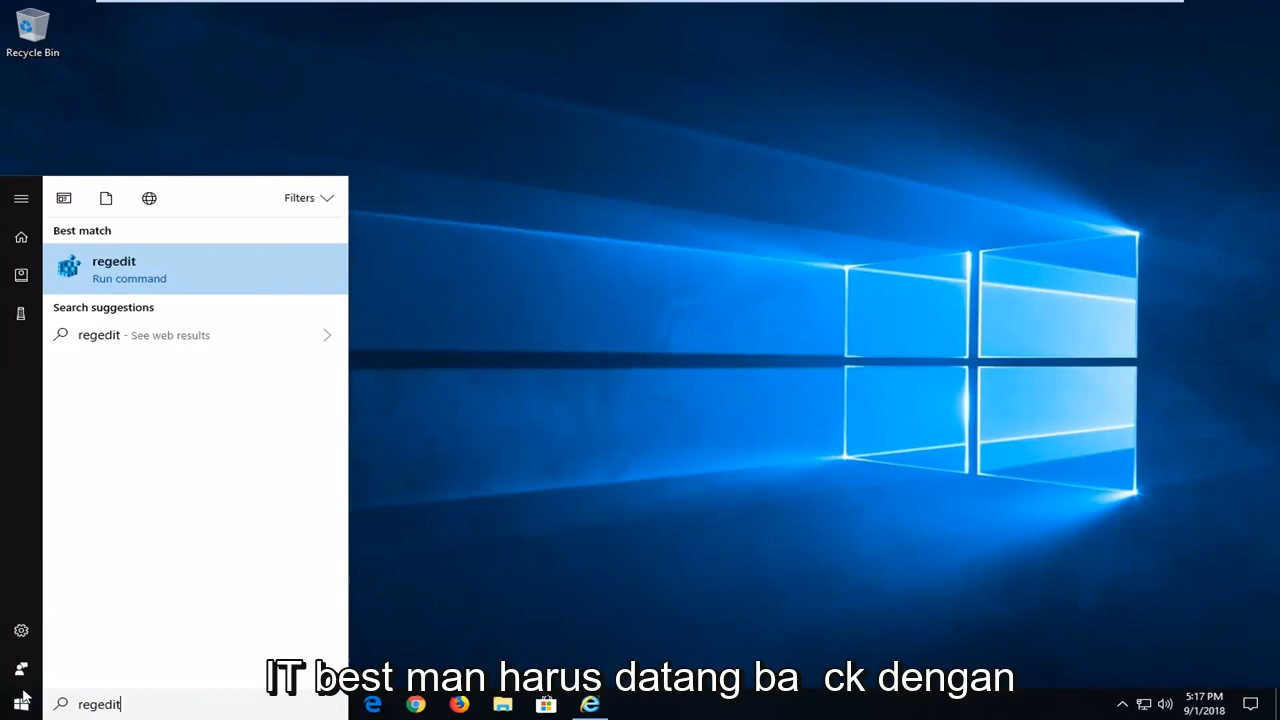 Recycle Bin
Filters
Best match
regedit
Run command
Search suggestions
regedit - See web results
IT best man harus datang ba ck dengan
regedit
5:17 PM
9/1/2018